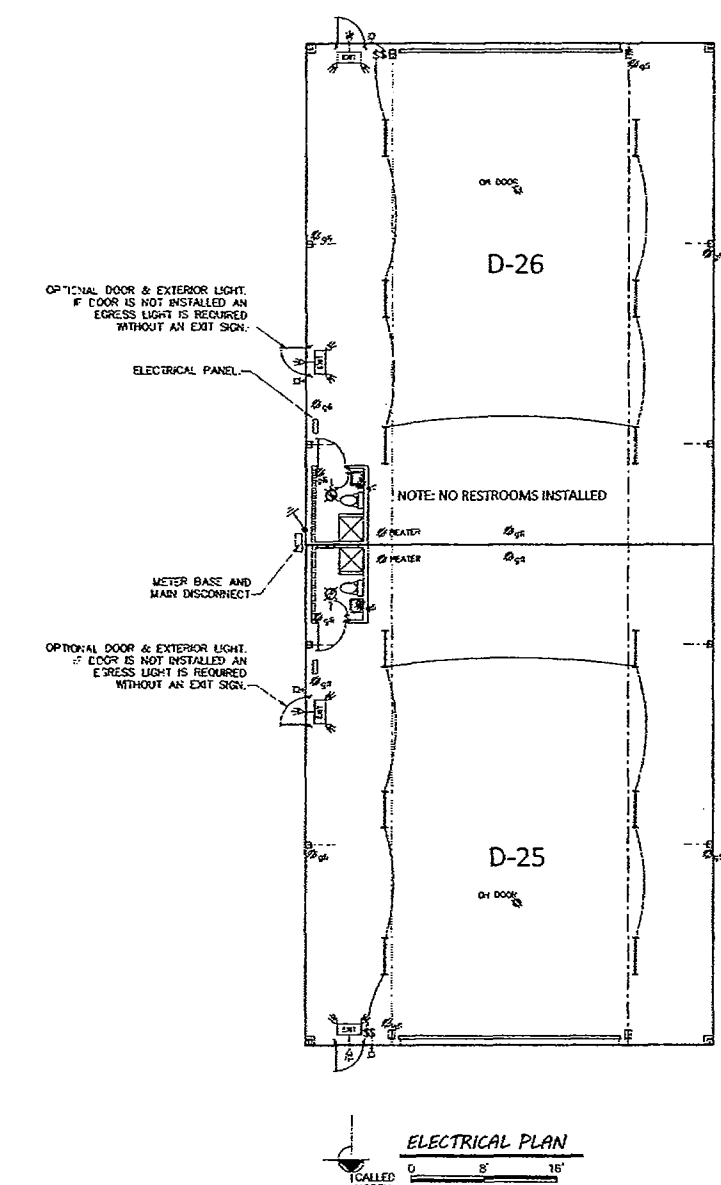 EXIT
OH DOOR
D-26
OPTIONAL DOOR & EXTERIOR LIGHT.
IF DOOR IS NOT INSTALLED AN
EGRESS LIGHT IS REQUIRED
WITHOUT AN EXIT SIGN.
EXIT
ELECTRICAL PANEL.
NOTE: NO RESTROOMS INSTALLED
HEATER
HEATER
METER BASE AND
MAIN DISCONNECT
OPTIONAL DOOR & EXTERIOR LIGHT.
IF DOOR IS NOT INSTALLED AN
EGRESS LIGHT IS REQUIRED
WITHOUT AN EXIT SIGN.
EXIT
D-25
OH DOOR
EXIT
ELECTRICAL PLAN
CALLED
0 8' 16'